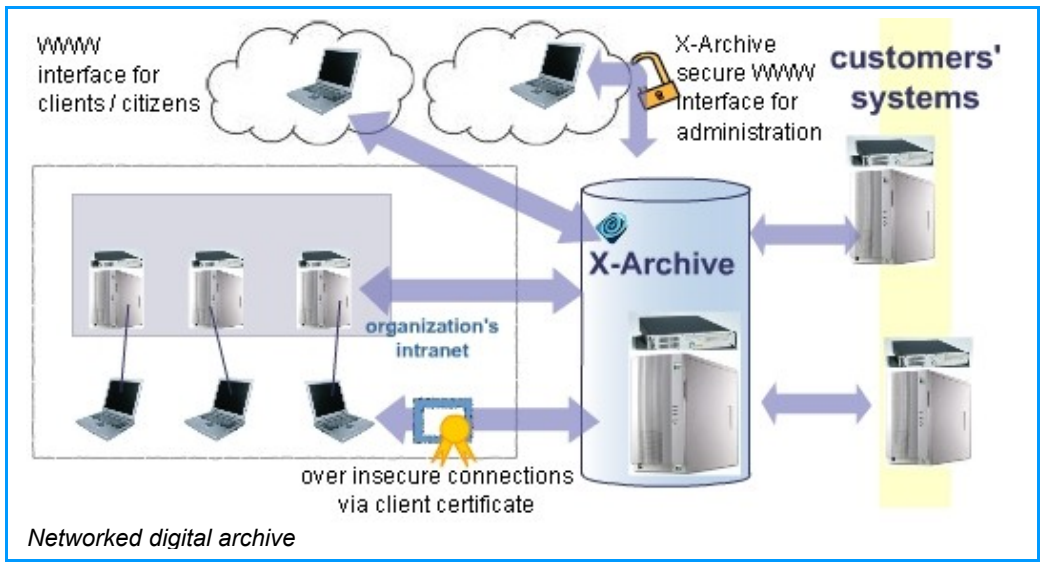 WWW
interface for
clients / citizens
X-Archive
secure WWW
Interface for
administration
customers'
systems
X-Archive
organization's
intranet
over insecure connections
via client certificate
Networked digital archive